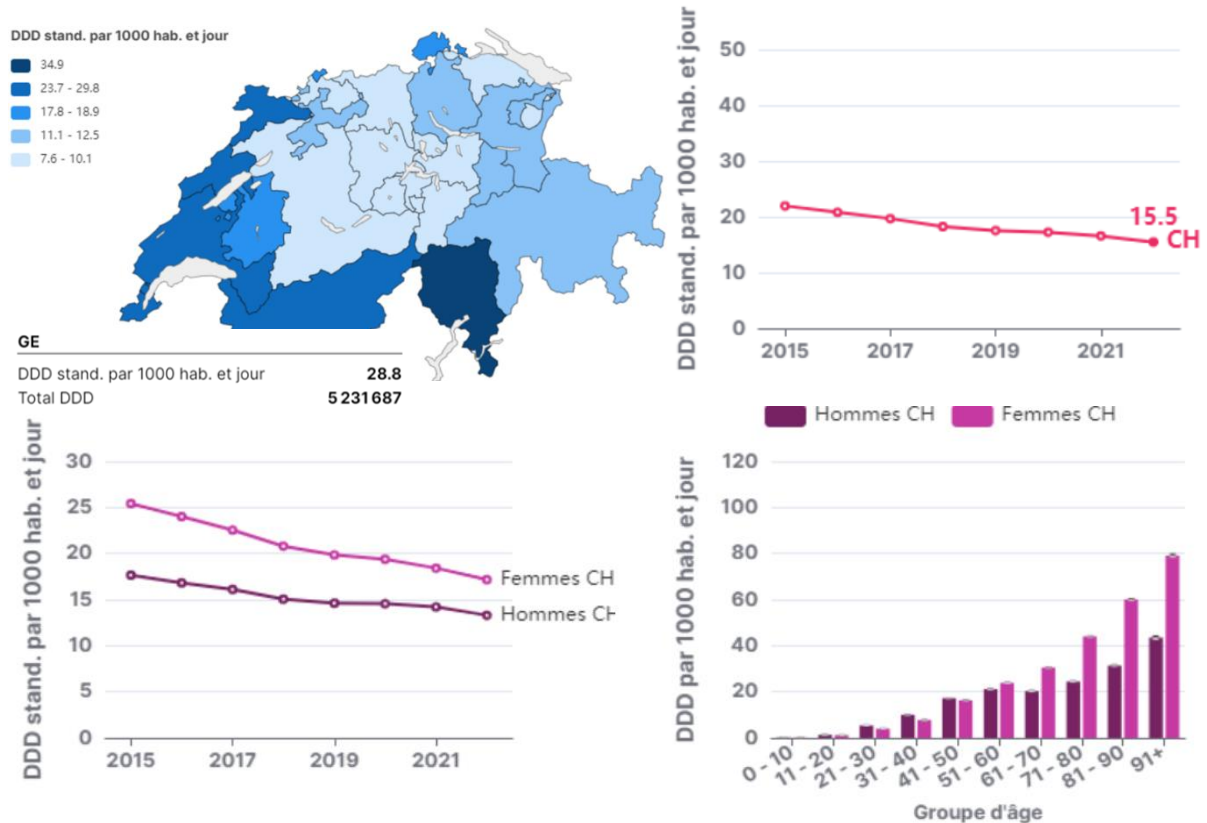 DDD stand. par 1000 hab. et jour
34.9
23.7 - 29.8
17.8 - 18.9
11.1 - 12.5
7.6 - 10.1
GE
DDD stand. par 1000 hab. et jour 28.8
Total DDD 5 231 687
DDD stand. par 1000 hab. et jour
50
40
30
20
10
0
2015 2017 2019 2021
15.5
CH
DDD stand. par 1000 hab. et jour
30
25
20
15
10
5
0
2015 2017 2019 2021
Femmes CH
Hommes CH
Hommes CH Femmes CH
DDD par 1000 hab. et jour
120
100
80
60
40
20
0
0 - 10 11 - 20 21 - 30 31 - 40 41 - 50 51 - 60 61 - 70 71 - 80 81 - 90 91+
Groupe d'âge